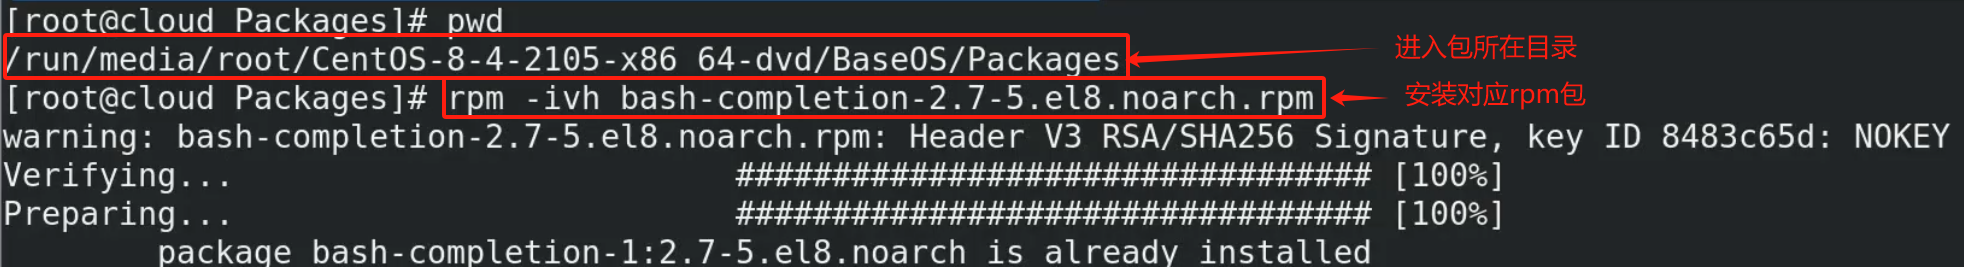 [root@cloud Packages]# pwd
/run/media/root/CentOS-8-4-2105-x86_64-dvd/BaseOS/Packages
进入包所在目录
[root@cloud Packages]# rpm -ivh bash-completion-2.7-5.el8.noarch.rpm
安装对应rpm包
warning: bash-completion-2.7-5.el8.noarch.rpm: Header V3 RSA/SHA256 Signature, key ID 8483c65d: NOKEY
Verifying... ################################# [100%]
Preparing... ################################# [100%]
package bash-completion-1:2.7-5.el8.noarch is already installed